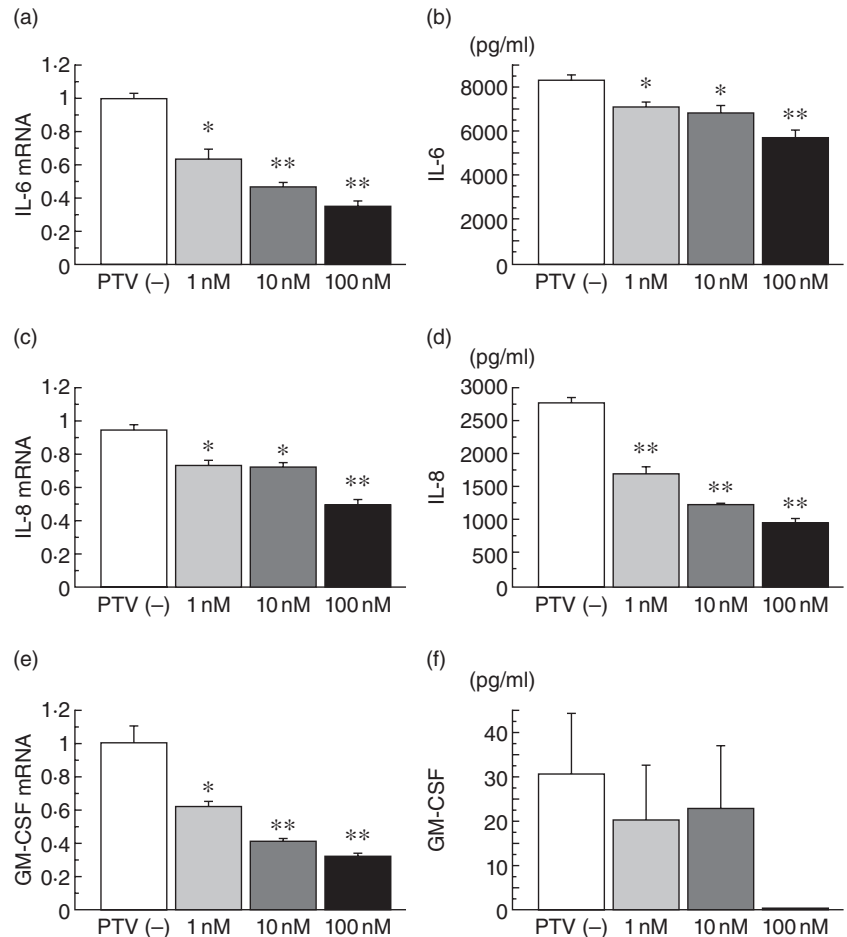 (a)
1·2
1
0·8
0·6
0·4
0·2
0
IL-6 mRNA
*
**
**
PTV (–) 1 nM 10 nM 100 nM
(b)
(pg/ml)
8000
6000
4000
2000
0
IL-6
*
*
**
PTV (–) 1 nM 10 nM 100 nM
(c)
1·2
1
0·8
0·6
0·4
0·2
0
IL-8 mRNA
*
*
**
PTV (–) 1 nM 10 nM 100 nM
(d)
(pg/ml)
3000
2500
2000
1500
1000
500
0
IL-8
**
**
**
PTV (–) 1 nM 10 nM 100 nM
(e)
1·2
1
0·8
0·6
0·4
0·2
0
GM-CSF mRNA
*
**
**
PTV (–) 1 nM 10 nM 100 nM
(f)
(pg/ml)
40
30
20
10
0
GM-CSF
PTV (–) 1 nM 10 nM 100 nM